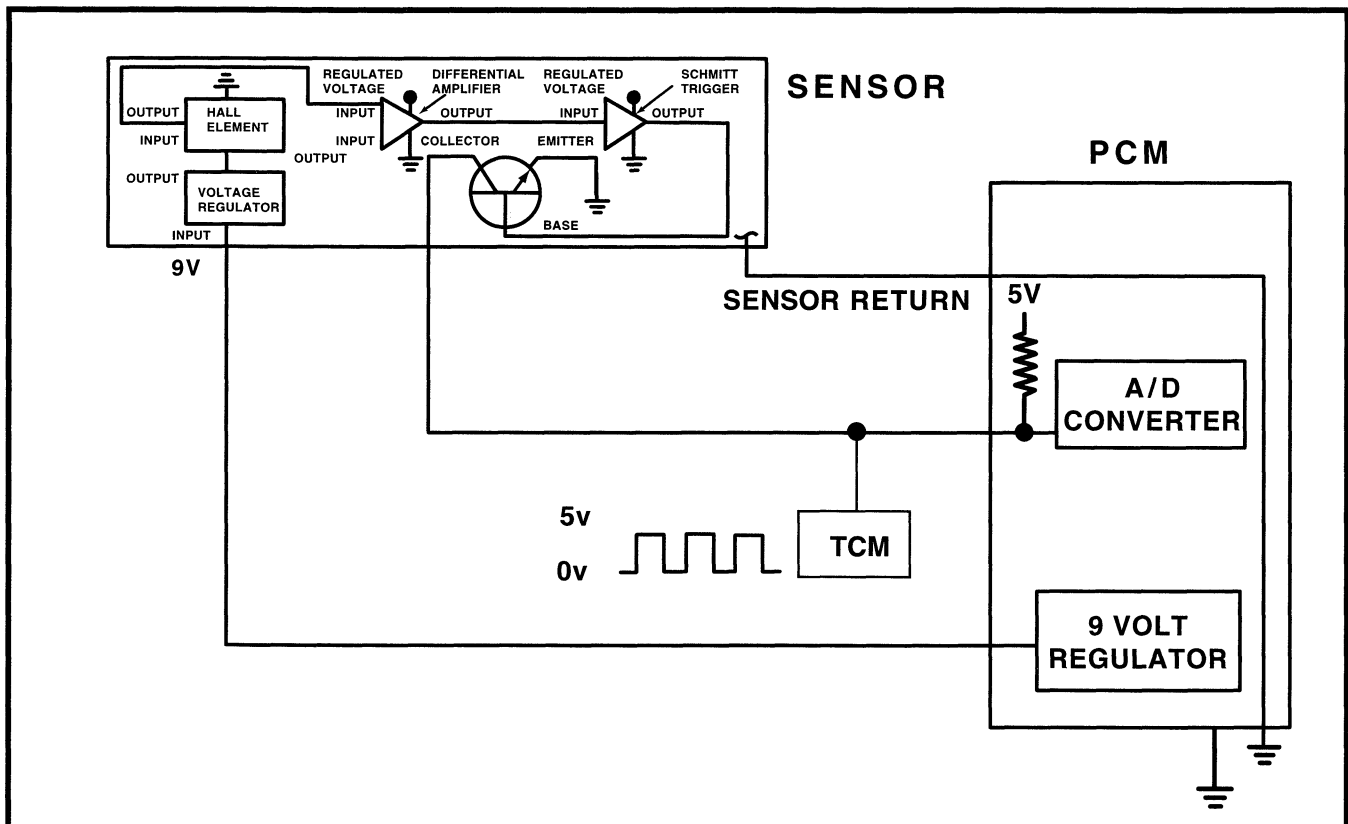 SENSOR
REGULATED
VOLTAGE
DIFFERENTIAL
AMPLIFIER
REGULATED
VOLTAGE
SCHMITT
TRIGGER
OUTPUT
HALL
ELEMENT
INPUT
INPUT
OUTPUT
INPUT
OUTPUT
INPUT
OUTPUT
COLLECTOR
EMITTER
OUTPUT
VOLTAGE
REGULATOR
BASE
INPUT
9V
PCM
SENSOR RETURN
5V
A/D
CONVERTER
5v
0v
TCM
9 VOLT
REGULATOR